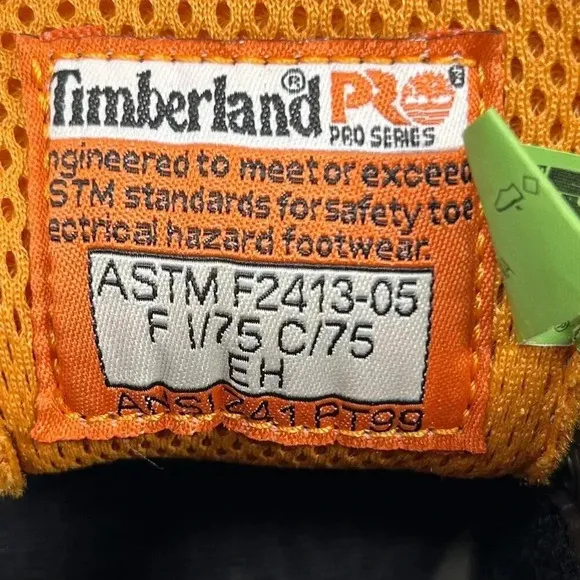 Timberland® PRO®
PRO SERIES
ngineered to meet or exceed
STM standards for safety toe
ectrical hazard footwear.
ASTM F2413-05
F I/75 C/75
EH
ANSI Z41 PT99